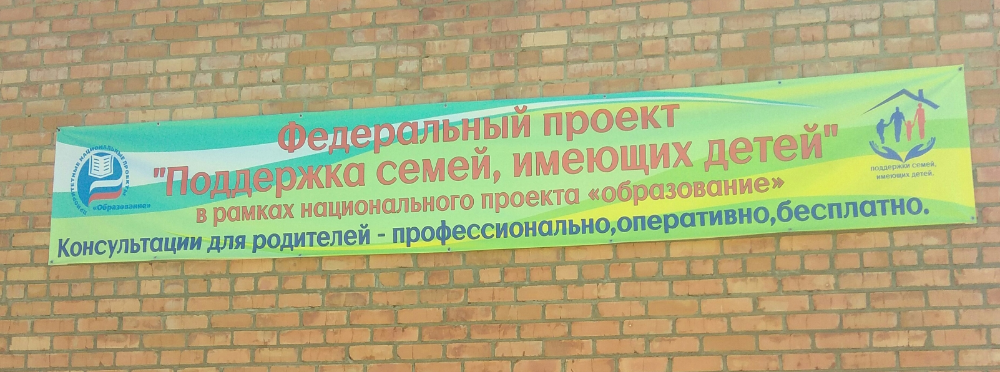 ПРИОРИТЕТНЫЕ НАЦИОНАЛЬНЫЕ ПРОЕКТЫ
«Образование»
Федеральный проект
"Поддержка семей, имеющих детей"
в рамках национального проекта «образование»
Консультации для родителей - профессионально,оперативно,бесплатно.
поддержки семей,
имеющих детей.